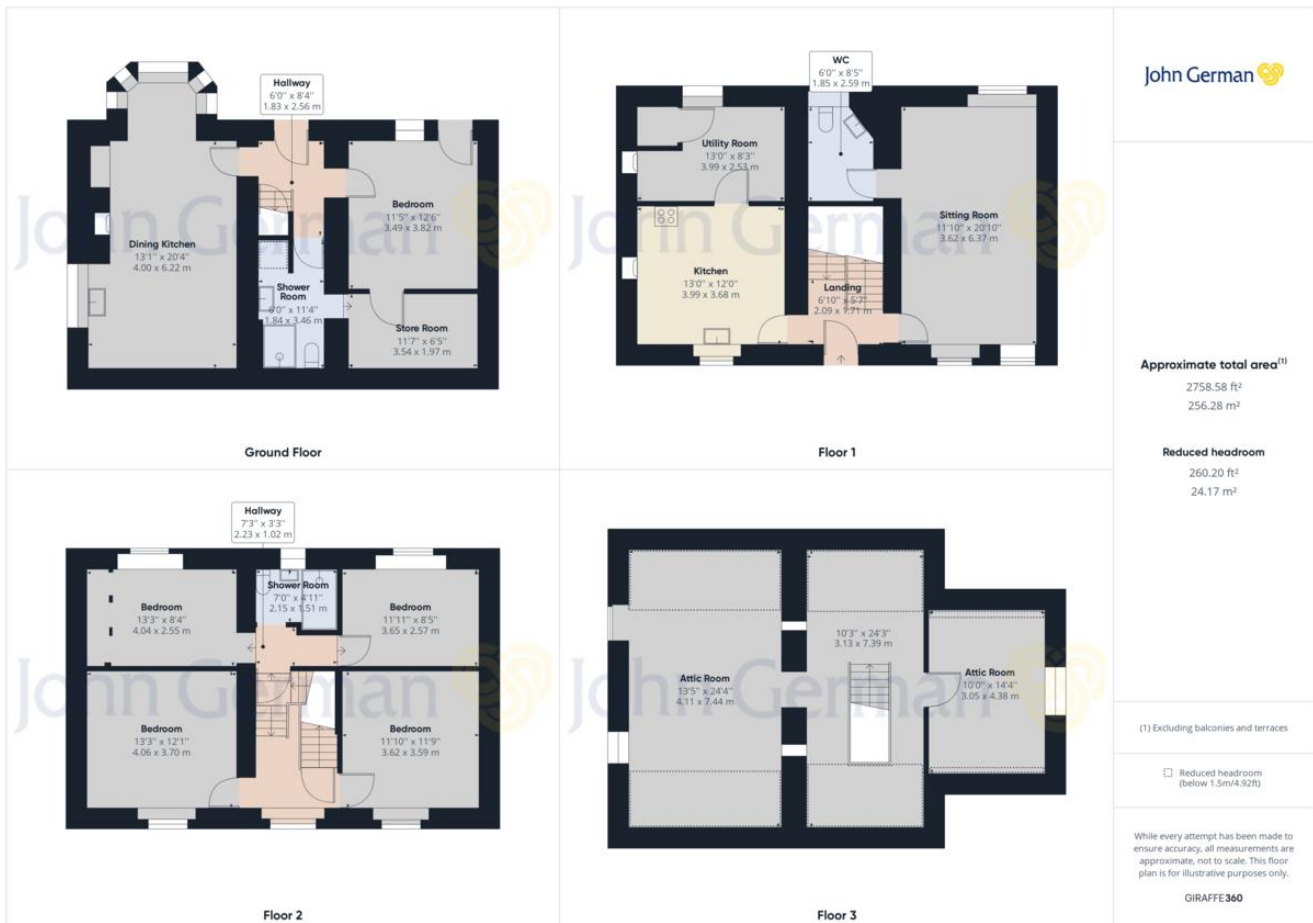 Hallway
6'0" x 8'4"
1.83 x 2.56 m
Bedroom
11'5" x 12'6"
3.49 x 3.82 m
Dining Kitchen
13'1" x 20'4"
4.00 x 6.22 m
Shower
Room
6'0" x 11'4"
1.84 x 3.46 m
Store Room
11'7" x 6'5"
3.54 x 1.97 m
John German
Ground Floor
WC
6'0" x 8'5"
1.85 x 2.59 m
Utility Room
13'0" x 8'3"
3.99 x 2.53 m
Sitting Room
11'10" x 20'10"
3.62 x 6.37 m
Kitchen
13'0" x 12'0"
3.99 x 3.68 m
Landing
6'10" x 5'7"
2.09 x 1.71 m
John German
Floor 1
Hallway
7'3" x 3'3"
2.23 x 1.02 m
Shower Room
7'0" x 4'11"
2.15 x 1.51 m
Bedroom
13'3" x 8'4"
4.04 x 2.55 m
Bedroom
11'11" x 8'5"
3.65 x 2.57 m
Bedroom
13'3" x 12'1"
4.06 x 3.70 m
Bedroom
11'10" x 11'9"
3.62 x 3.59 m
John German
Floor 2
10'3" x 24'3"
3.13 x 7.39 m
Attic Room
13'5" x 24'4"
4.11 x 7.44 m
Attic Room
10'0" x 14'4"
3.05 x 4.38 m
John German
Floor 3
John German
Approximate total area(1)
2758.58 ft²
256.28 m²
Reduced headroom
260.20 ft²
24.17 m²
(1) Excluding balconies and terraces
Reduced headroom
(below 1.5m/4.92ft)
While every attempt has been made to
ensure accuracy, all measurements are
approximate, not to scale. This floor
plan is for illustrative purposes only.
GIRAFFE360